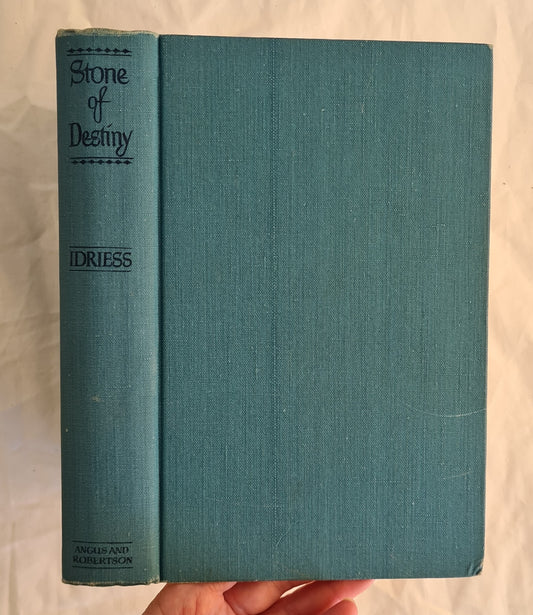 Stone
of
Destiny
IDRIESS
ANGUS AND
ROBERTSON